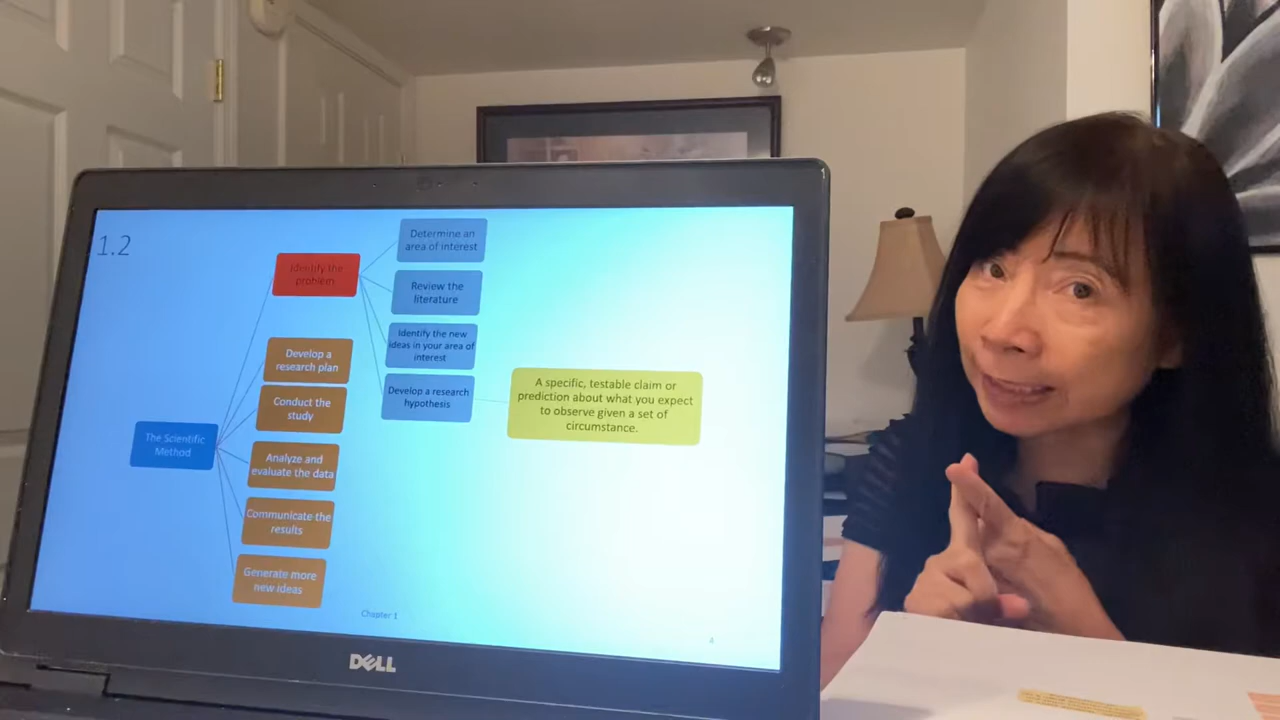 1.2
Identify the
problem
Determine an
area of interest
Review the
literature
Identify the new
ideas in your area of
interest
Develop a research
hypothesis
A specific, testable claim or
prediction about what you expect
to observe given a set of
circumstance.
Develop a
research plan
Conduct the
study
The Scientific
Method
Analyze and
evaluate the data
Communicate the
results
Generate more
new ideas
Chapter 1
4
DELL